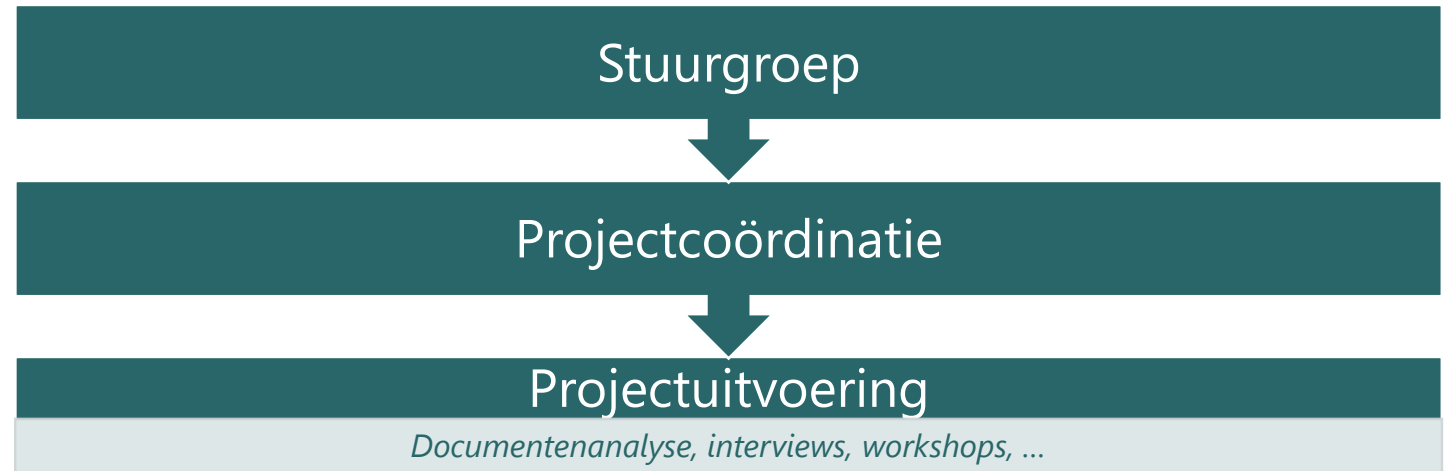 Stuurgroep
Projectcoördinatie
Projectuitvoering
Documentenanalyse, interviews, workshops, …